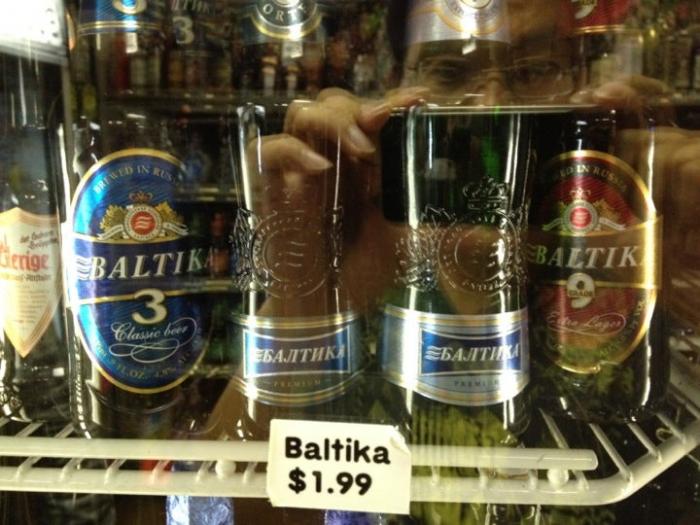 BREWED IN RUSSIA
BALTIKA
3
Classic beer
Uerige
БАЛТИКА
PREMIUM
БАЛТИКА
PREMIUM
BREWED IN RUSSIA
BALTIKA
9
Extra Lager
Baltika
$1.99